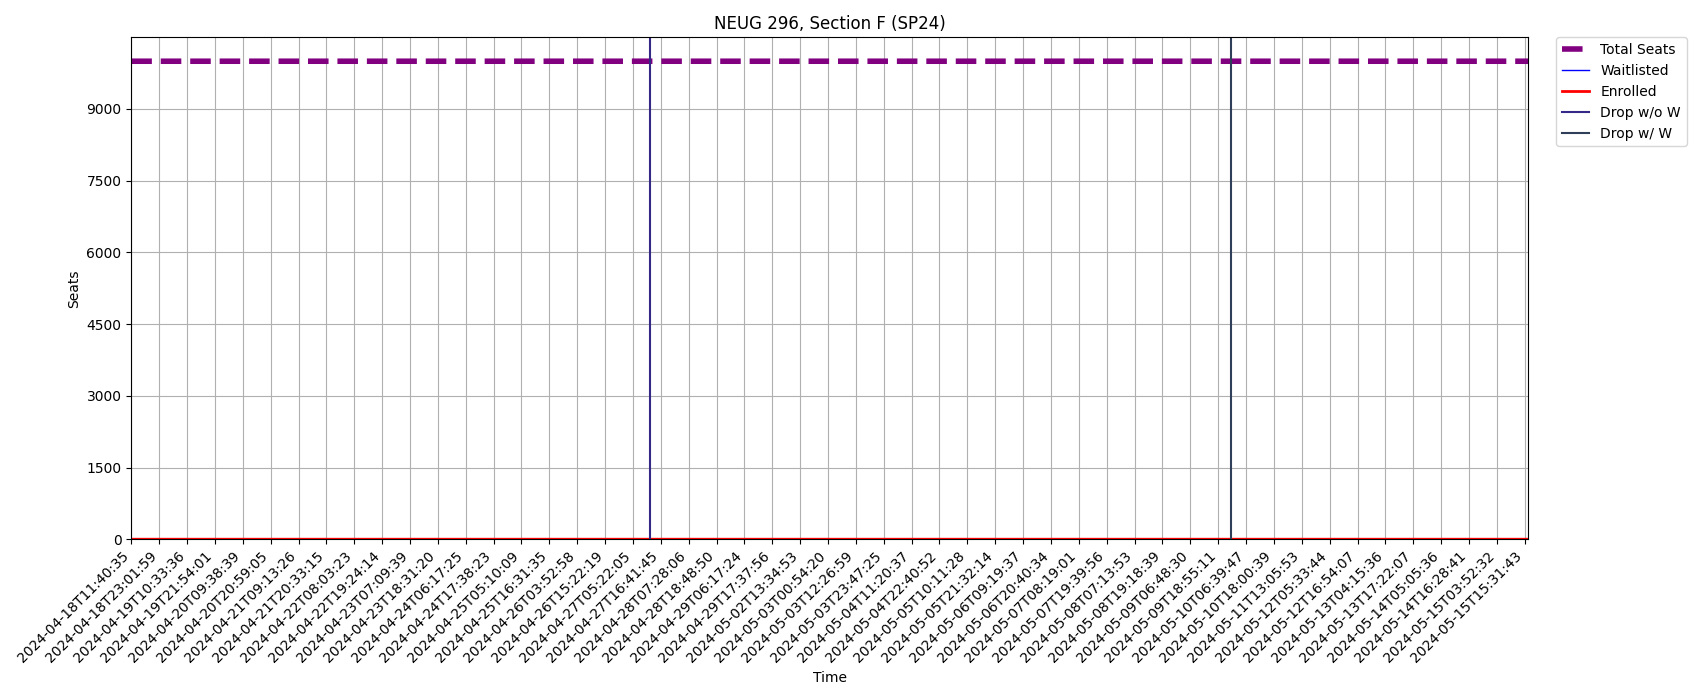 NEUG 296, Section F (SP24)
Total Seats
Waitlisted
Enrolled
Drop w/o W
Drop w/ W
9000
7500
6000
4500
3000
1500
0
Seats
2024-04-18T11:40:35
2024-04-18T23:01:59
2024-04-19T10:33:36
2024-04-19T21:54:01
2024-04-20T09:38:39
2024-04-20T20:59:05
2024-04-21T09:13:26
2024-04-21T20:33:15
2024-04-22T08:03:23
2024-04-22T19:24:14
2024-04-23T07:09:39
2024-04-23T18:31:20
2024-04-24T06:17:25
2024-04-24T17:38:23
2024-04-25T05:10:09
2024-04-25T16:31:35
2024-04-26T03:52:58
2024-04-26T15:22:19
2024-04-27T05:22:05
2024-04-27T16:41:45
2024-04-28T07:28:06
2024-04-28T18:48:50
2024-04-29T06:17:24
2024-04-29T17:37:56
2024-05-02T13:34:53
2024-05-03T00:54:20
2024-05-03T12:26:59
2024-05-03T23:47:25
2024-05-04T11:20:37
2024-05-04T22:40:52
2024-05-05T10:11:28
2024-05-05T21:32:14
2024-05-06T09:19:37
2024-05-06T20:40:34
2024-05-07T08:19:01
2024-05-07T19:39:56
2024-05-08T07:13:53
2024-05-08T19:18:39
2024-05-09T06:48:30
2024-05-09T18:55:11
2024-05-10T06:39:47
2024-05-10T18:00:39
2024-05-11T13:05:53
2024-05-12T05:33:44
2024-05-12T16:54:07
2024-05-13T04:15:36
2024-05-13T17:22:07
2024-05-14T05:05:36
2024-05-14T16:28:41
2024-05-15T03:52:32
2024-05-15T15:31:43
Time